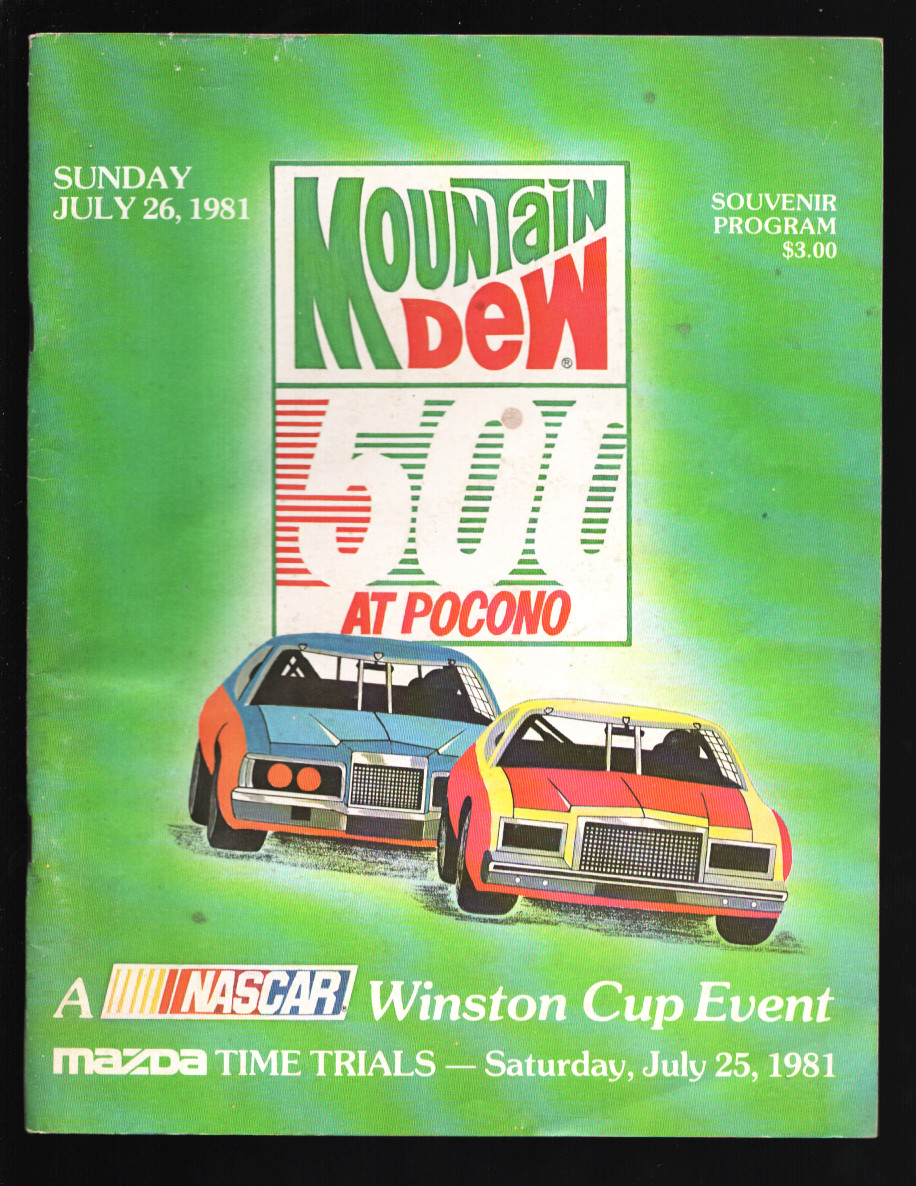 SUNDAY
JULY 26, 1981
SOUVENIR
PROGRAM
$3.00
MOUNTaiN
DeW®
500
AT POCONO
A NASCAR® Winston Cup Event
mazDa TIME TRIALS — Saturday, July 25, 1981